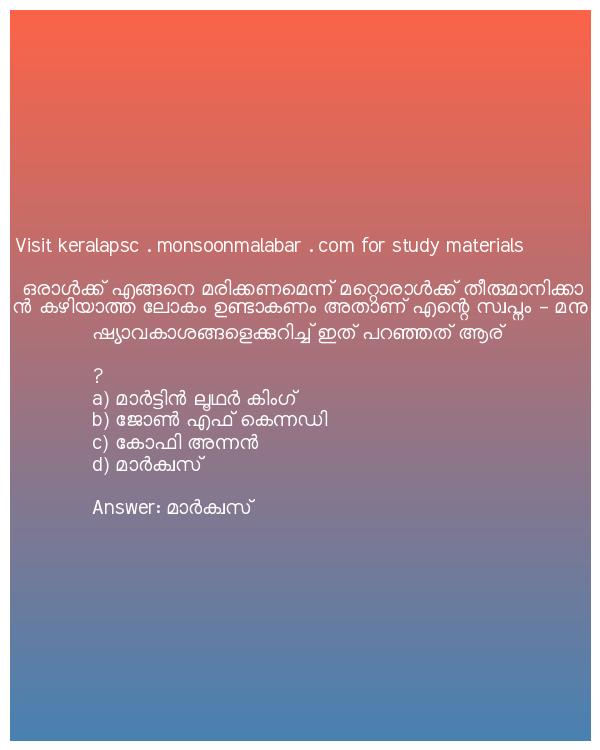 Visit keralapsc . monsoonmalabar . com for study materials
ഒരാൾക്ക് എങ്ങനെ മരിക്കണമെന്ന് മറ്റൊരാൾക്ക് തീരുമാനിക്കാ
ൻ കഴിയാത്ത ലോകം ഉണ്ടാകണം അതാണ് എന്റെ സ്വപ്നം - മനു
ഷ്യാവകാശങ്ങളെക്കുറിച്ച് ഇത് പറഞ്ഞത് ആര്
?
a) മാർട്ടിൻ ലൂഥർ കിംഗ്
b) ജോൺ എഫ് കെന്നഡി
c) കോഫി അന്നൻ
d) മാർക്വസ്
Answer: മാർക്വസ്